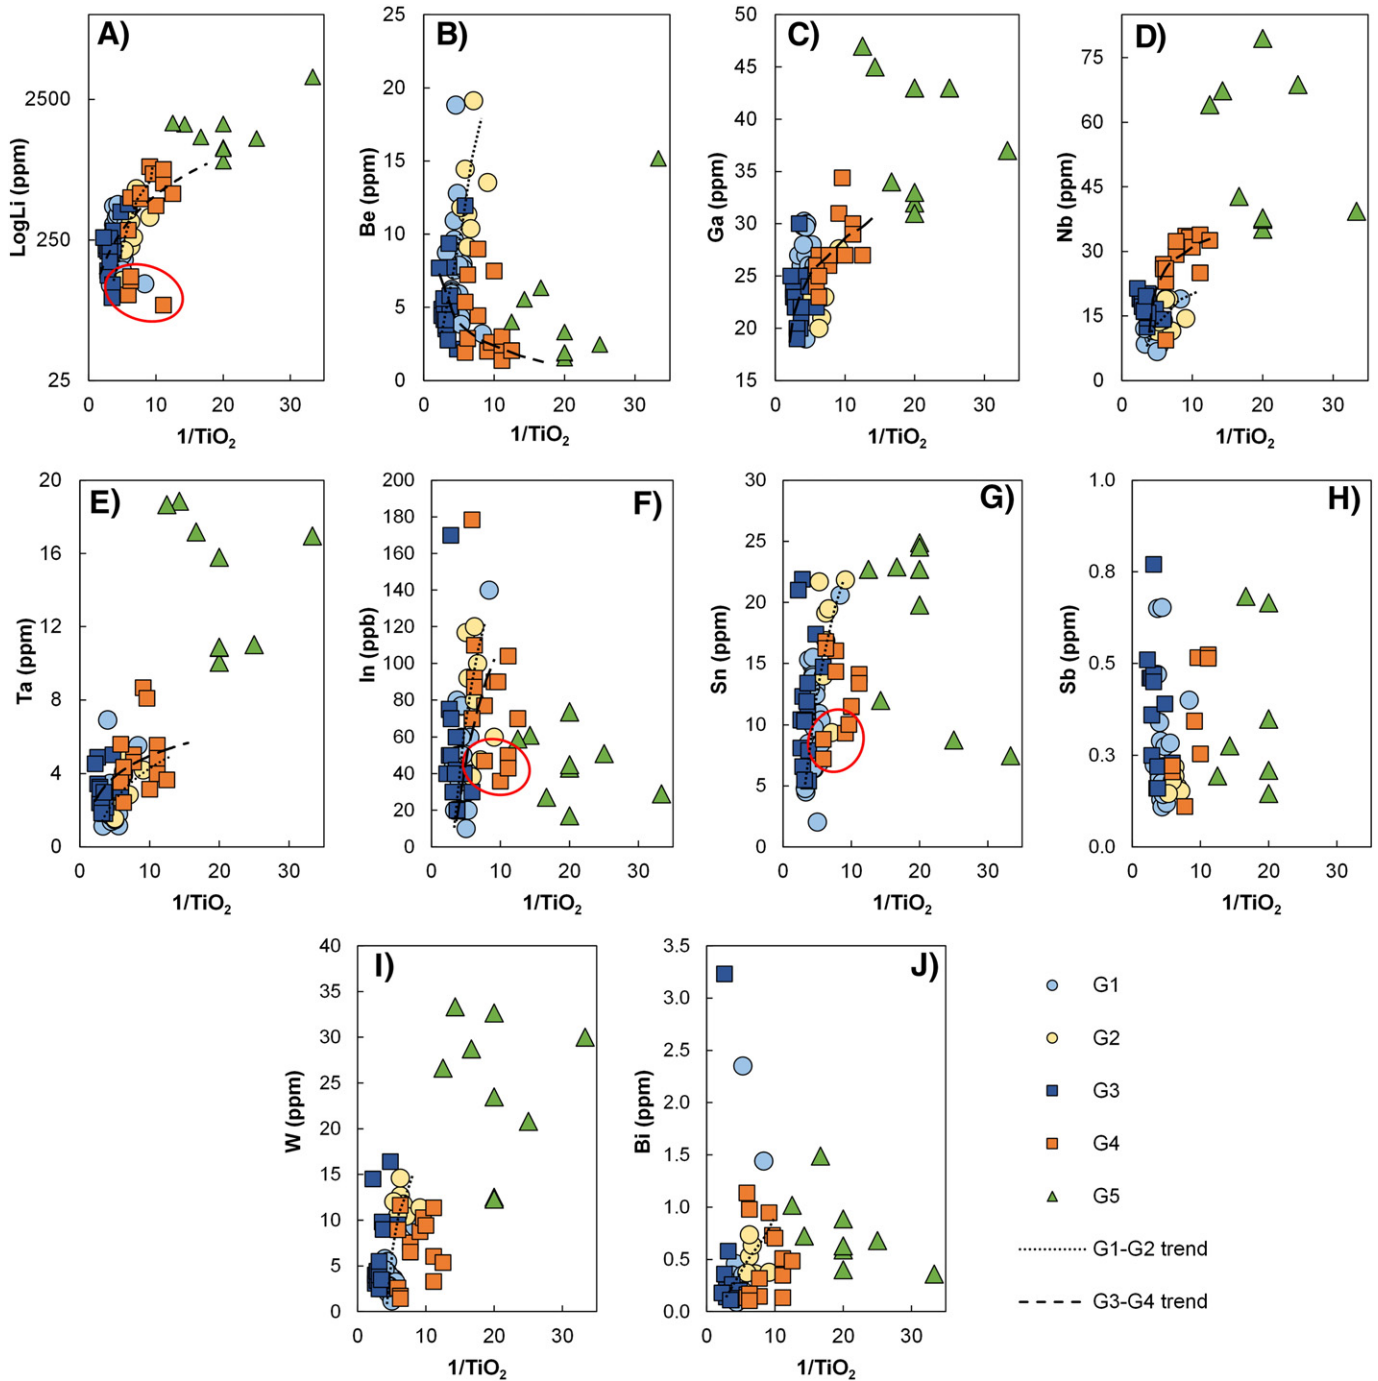 A)
LogLi (ppm)
2500
250
25
0 10 20 30
1/TiO₂
B)
Be (ppm)
25
20
15
10
5
0
0 10 20 30
1/TiO₂
C)
Ga (ppm)
50
45
40
35
30
25
20
15
0 10 20 30
1/TiO₂
D)
Nb (ppm)
75
60
45
30
15
0
0 10 20 30
1/TiO₂
E)
Ta (ppm)
20
16
12
8
4
0
0 10 20 30
1/TiO₂
F)
In (ppb)
200
180
160
140
120
100
80
60
40
20
0
0 10 20 30
1/TiO₂
G)
Sn (ppm)
30
25
20
15
10
5
0
0 10 20 30
1/TiO₂
H)
Sb (ppm)
1.0
0.8
0.5
0.3
0.0
0 10 20 30
1/TiO₂
I)
W (ppm)
40
35
30
25
20
15
10
5
0
0 10 20 30
1/TiO₂
J)
Bi (ppm)
3.5
3.0
2.5
2.0
1.5
1.0
0.5
0.0
0 10 20 30
1/TiO₂
G1
G2
G3
G4
G5
G1-G2 trend
G3-G4 trend